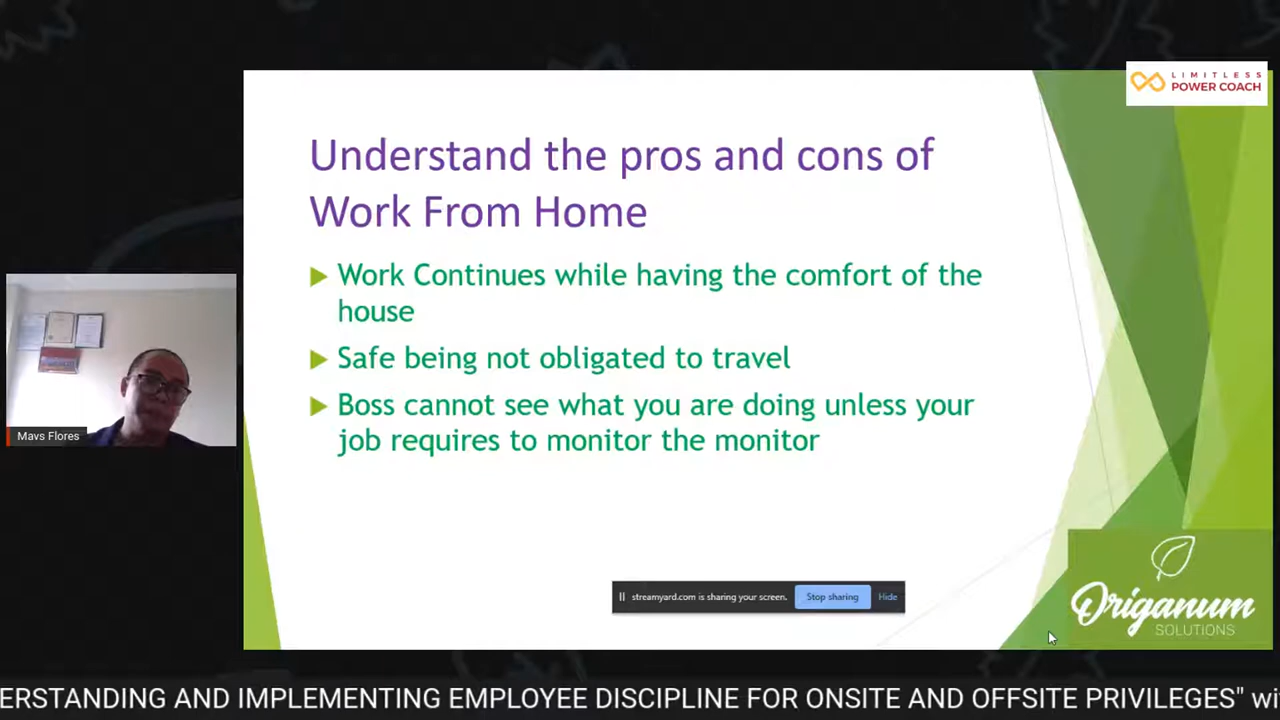 LIMITLESS
POWER COACH
Understand the pros and cons of
Work From Home
Work Continues while having the comfort of the
house
Safe being not obligated to travel
Boss cannot see what you are doing unless your
job requires to monitor the monitor
Mavs Flores
streamyard.com is sharing your screen.
Stop sharing
Hide
Origanum
SOLUTIONS
ERSTANDING AND IMPLEMENTING EMPLOYEE DISCIPLINE FOR ONSITE AND OFFSITE PRIVILEGES" wi